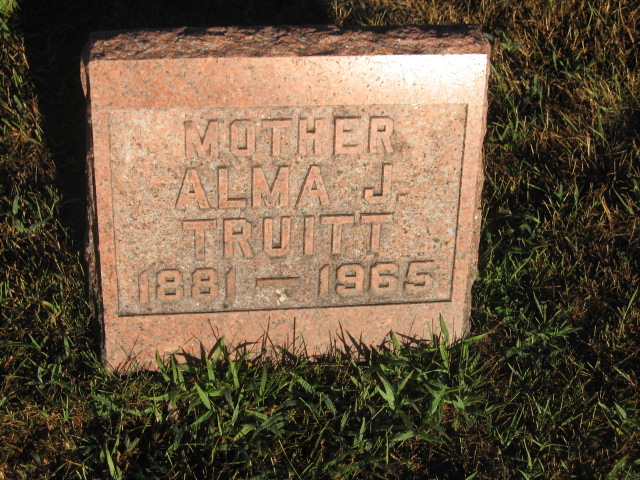 MOTHER
ALMA J.
TRUITT
1881 — 1965